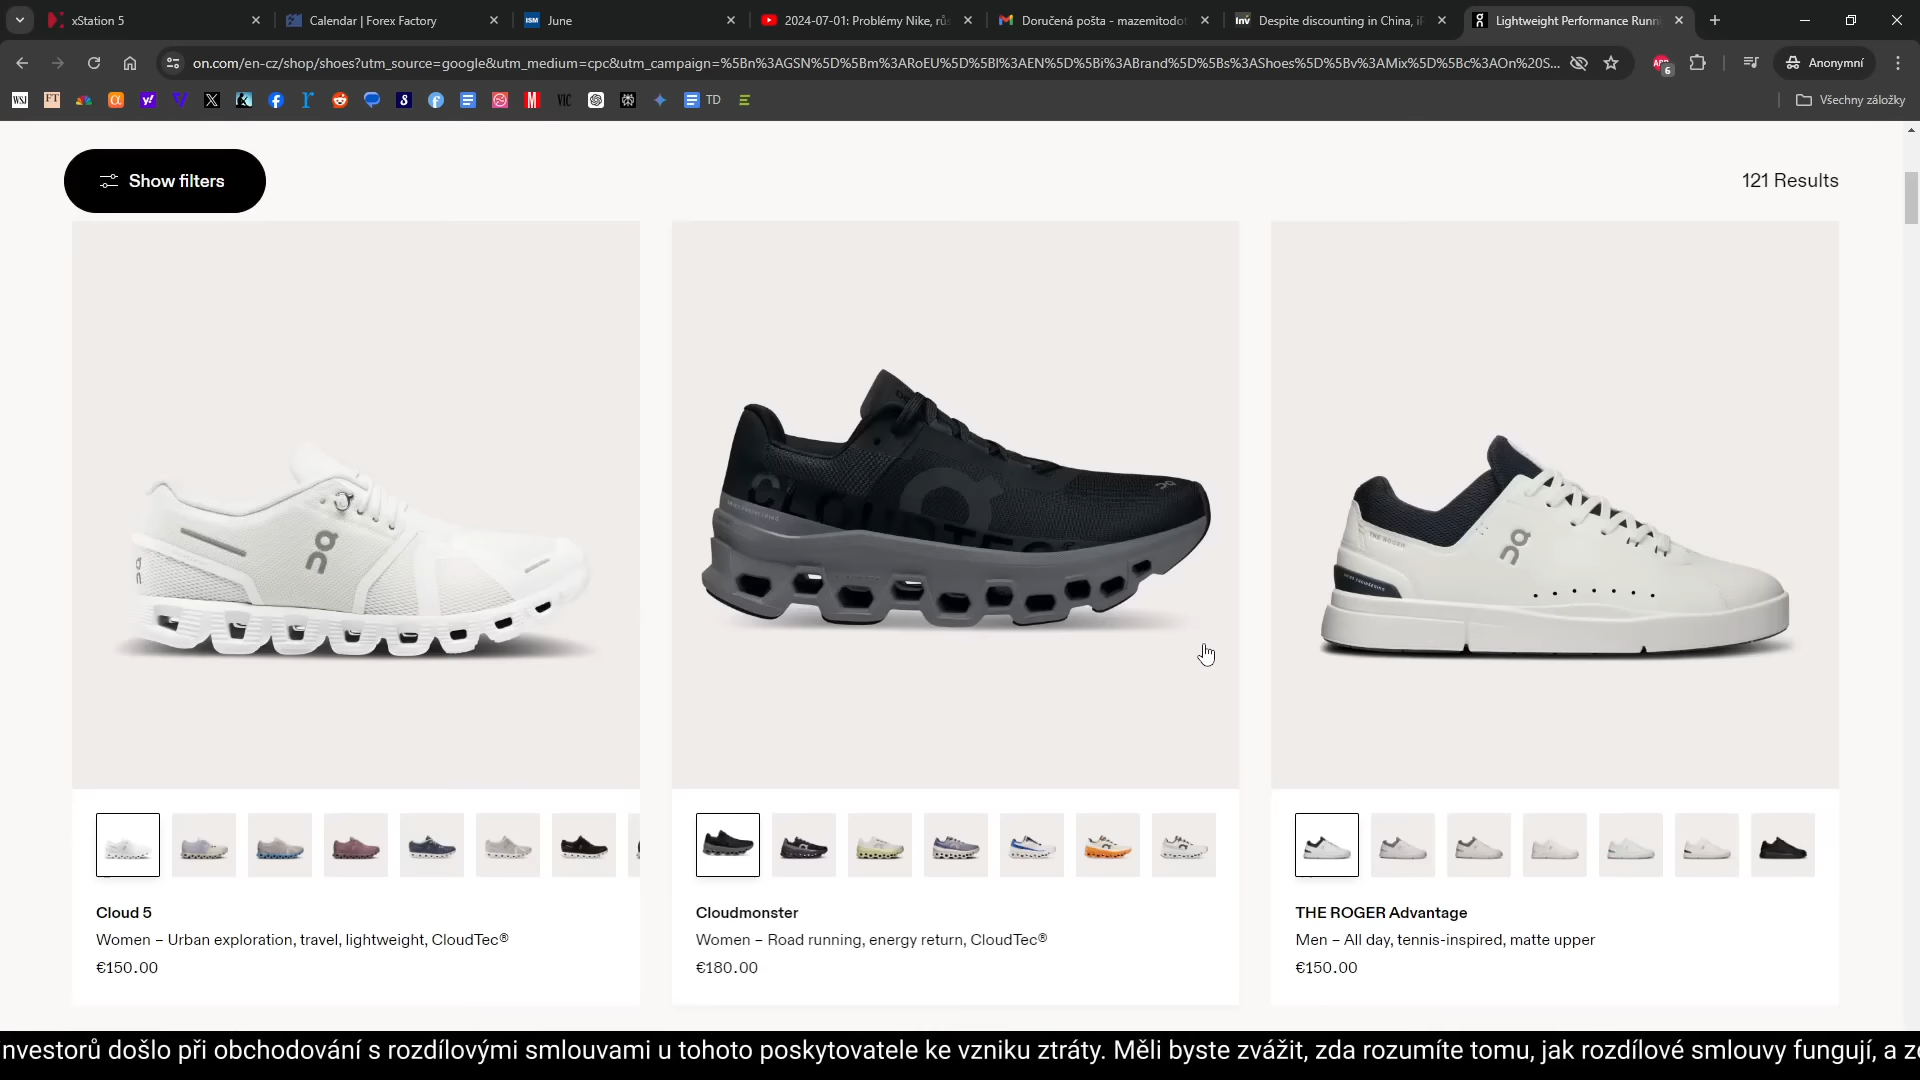 xStation 5
Calendar | Forex Factory
June
2024-07-01: Problémy Nike, rů
Doručená pošta - mazemitodo
Despite discounting in China, i
Lightweight Performance Runn
on.com/en-cz/shop/shoes?utm_source=google&utm_medium=cpc&utm_campaign=%5Bn%3AGSN%5D%5Bm%3ARoEU%5D%5Bl%3AEN%5D%5Bi%3ABrand%5D%5Bs%3AShoes%5D%5Bv%3AMix%5D%5Bc%3AOn%20S...
6
Anonymní
TD
Všechny záložky
Show filters
121 Results
Cloud 5
Women – Urban exploration, travel, lightweight, CloudTec®
€150.00
Cloudmonster
Women – Road running, energy return, CloudTec®
€180.00
THE ROGER Advantage
Men – All day, tennis-inspired, matte upper
€150.00
nvestorů došlo při obchodování s rozdílovými smlouvami u tohoto poskytovatele ke vzniku ztráty. Měli byste zvážit, zda rozumíte tomu, jak rozdílové smlouvy fungují, a z